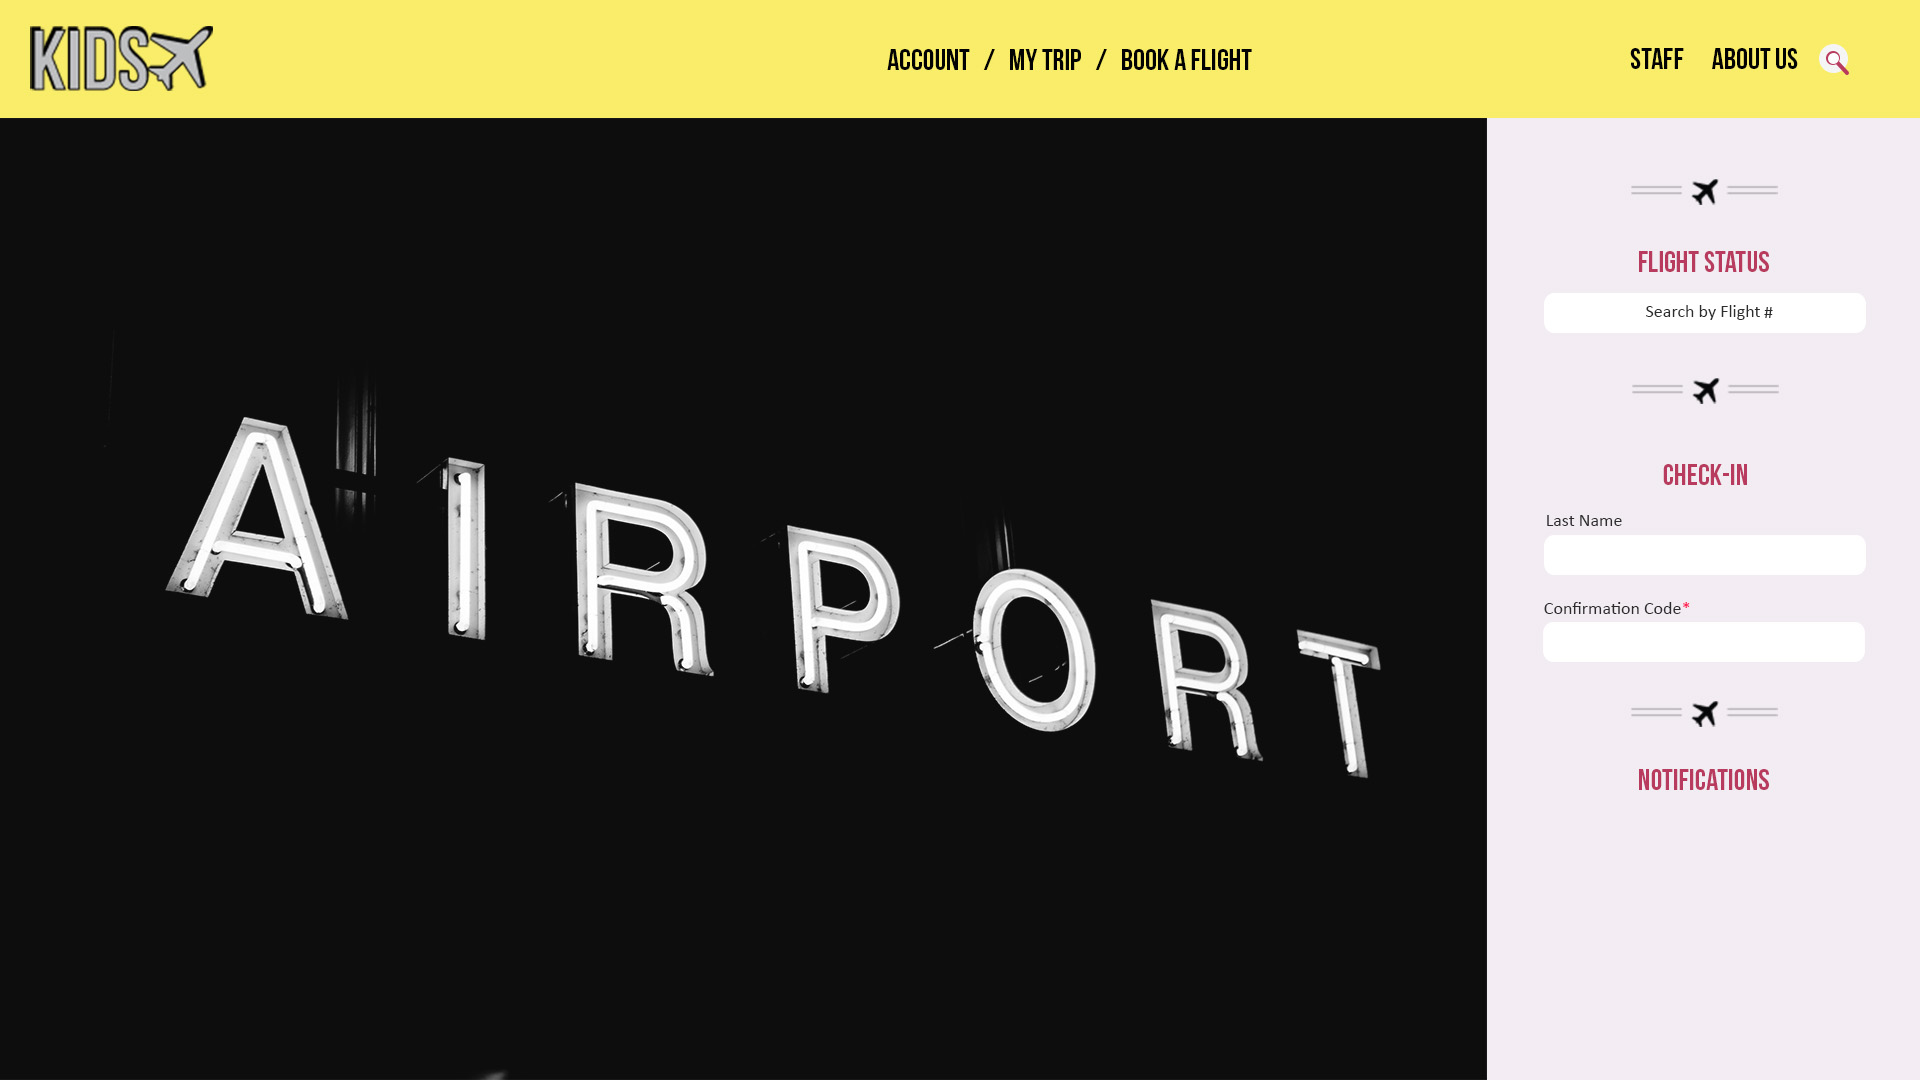 KIDS
ACCOUNT / MY TRIP / BOOK A FLIGHT
STAFF ABOUT US
AIRPORT
FLIGHT STATUS
Search by Flight #
CHECK-IN
Last Name
Confirmation Code*
NOTIFICATIONS